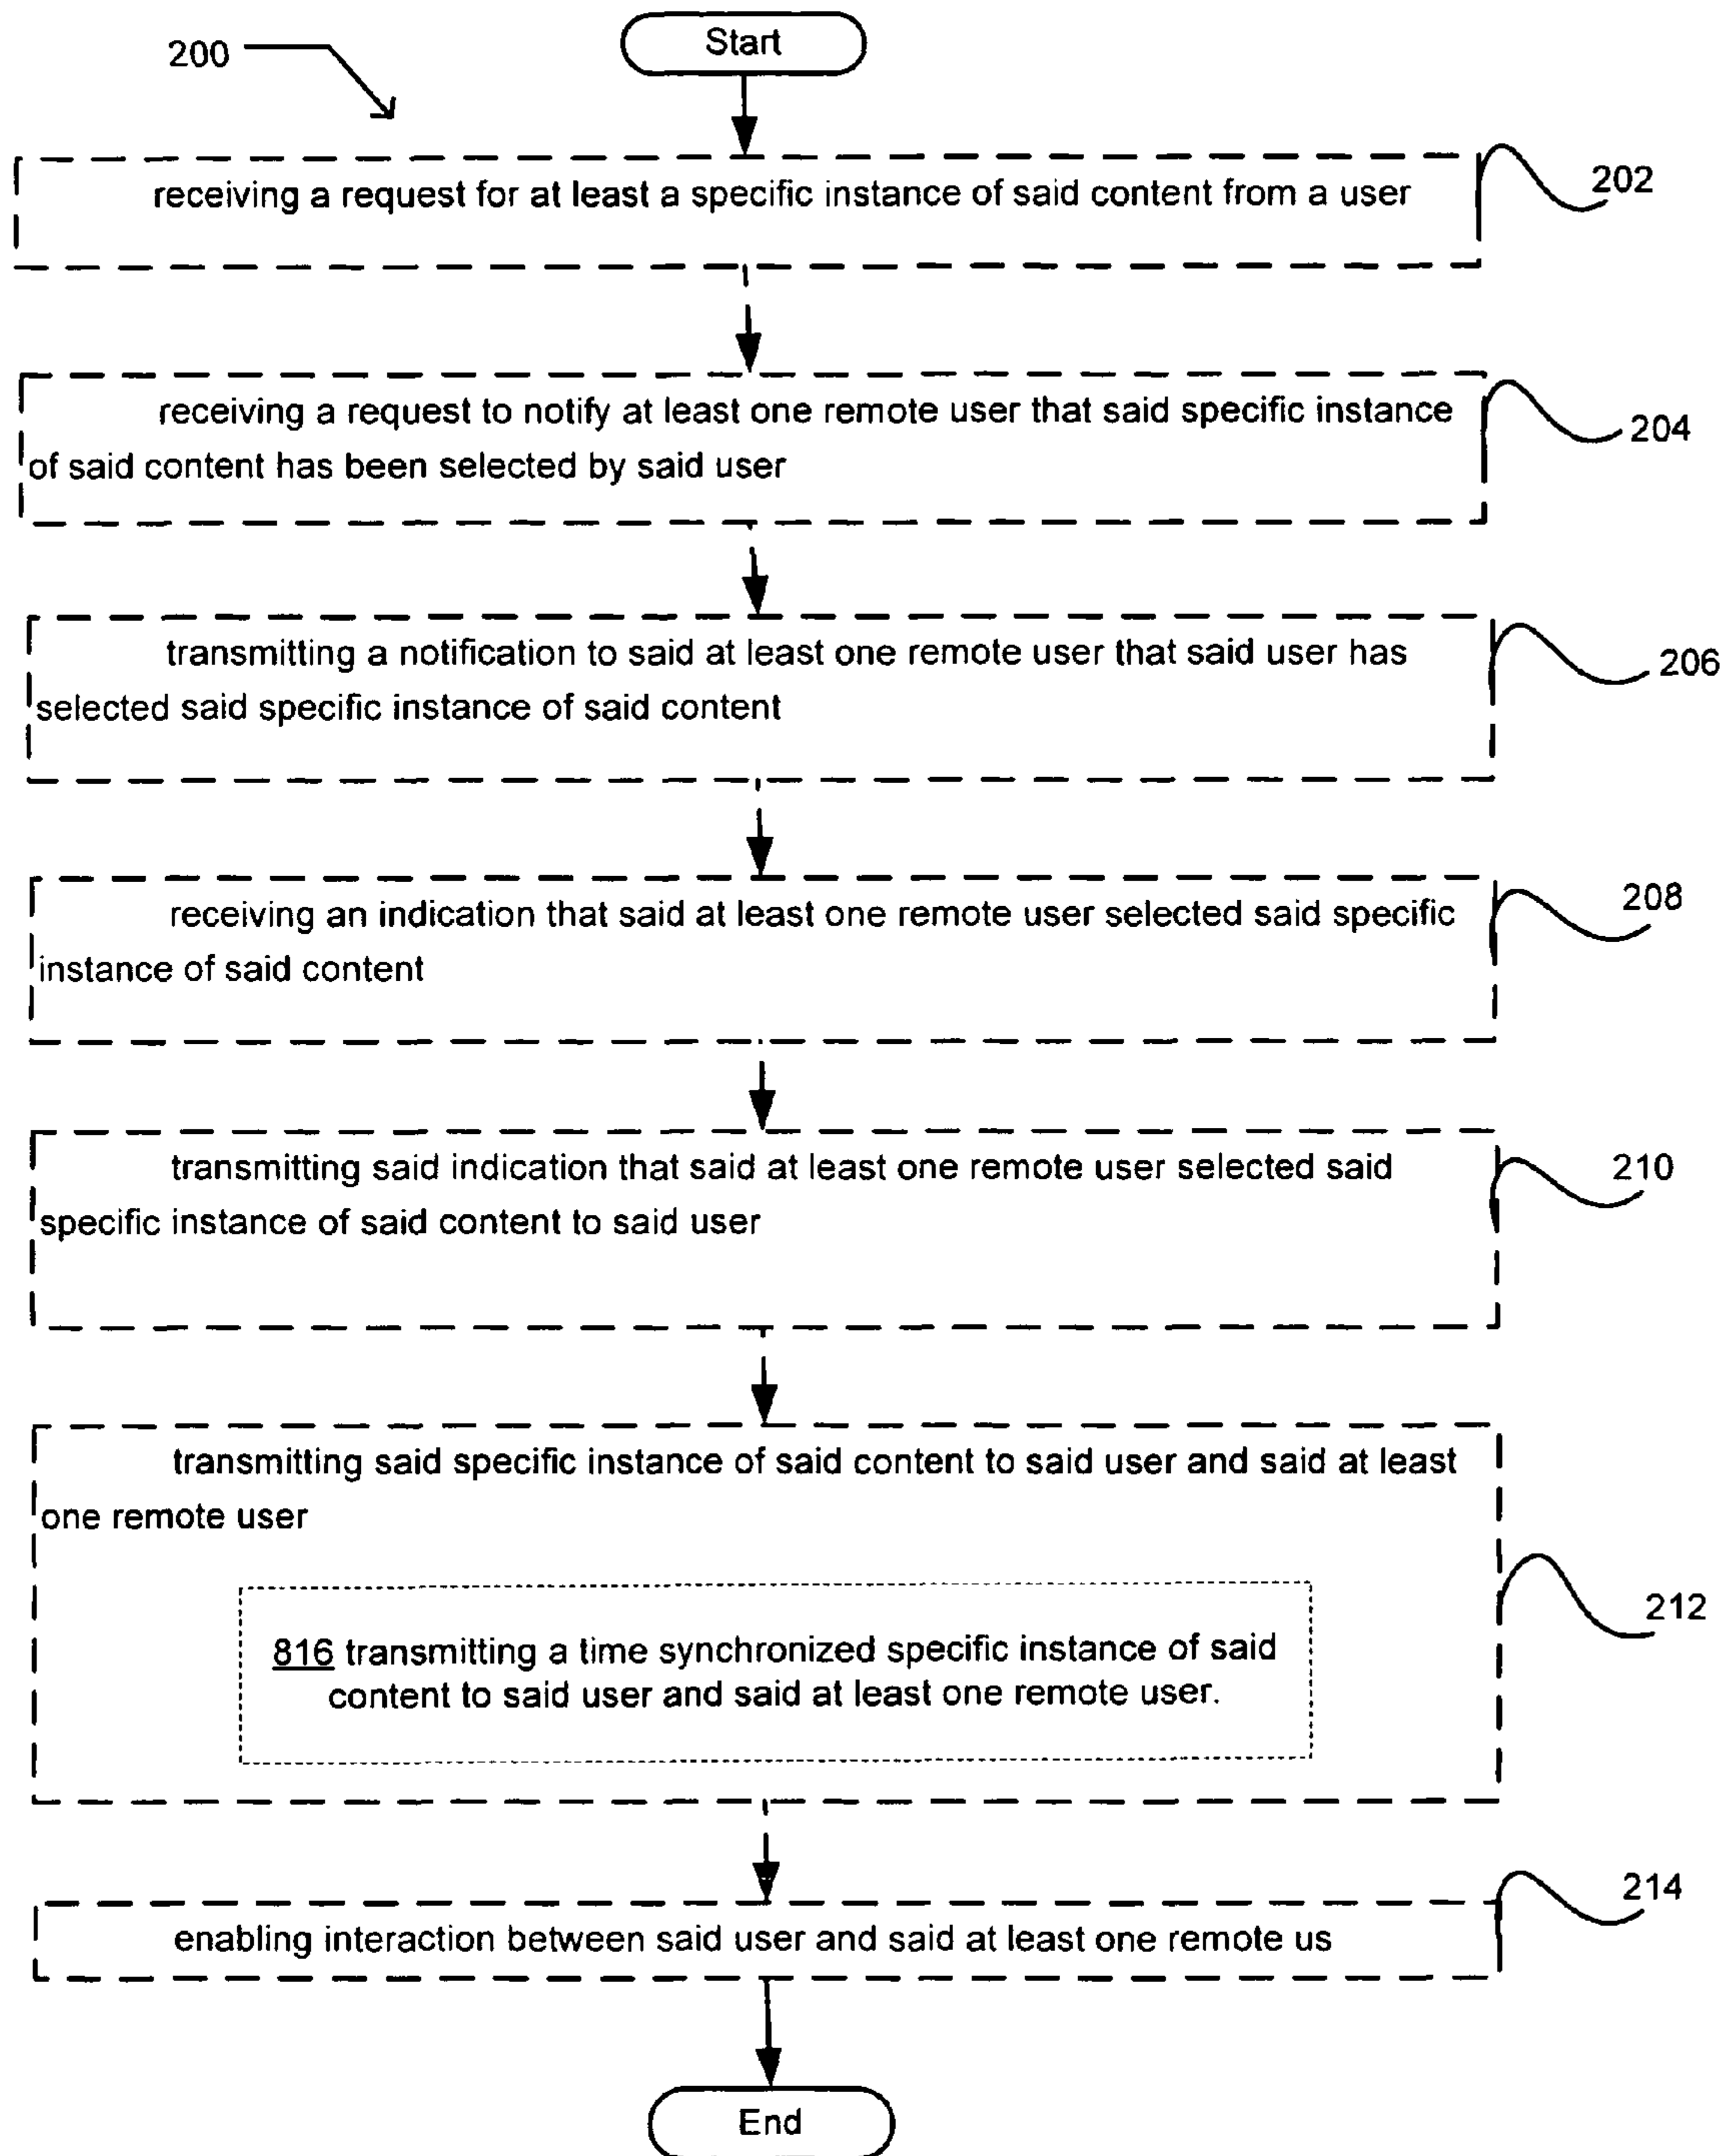 Start
200
receiving a request for at least a specific instance of said content from a user
202
receiving a request to notify at least one remote user that said specific instance
of said content has been selected by said user
204
transmitting a notification to said at least one remote user that said user has
selected said specific instance of said content
206
receiving an indication that said at least one remote user selected said specific
instance of said content
208
transmitting said indication that said at least one remote user selected said
specific instance of said content to said user
210
transmitting said specific instance of said content to said user and said at least
one remote user
816 transmitting a time synchronized specific instance of said
content to said user and said at least one remote user.
212
enabling interaction between said user and said at least one remote us
214
End